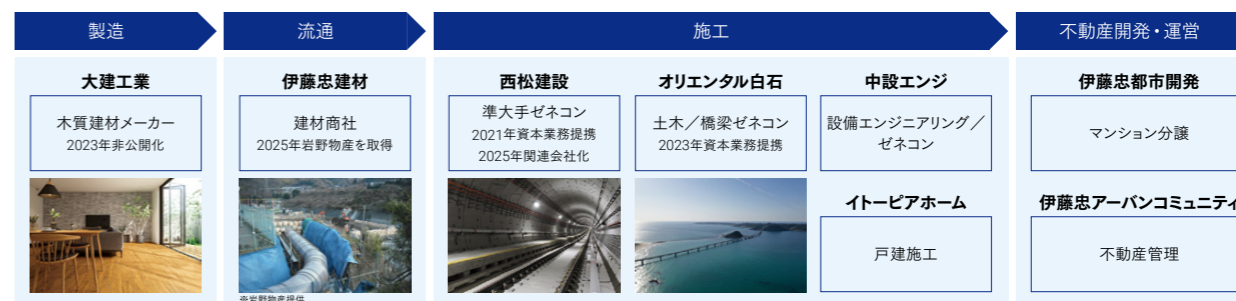 製造
大建工業
木質建材メーカー
2023年非公開化
流通
伊藤忠建材
建材商社
2025年岩野物産を取得
※岩野物産提供
施工
西松建設
準大手ゼネコン
2021年資本業務提携
2025年関連会社化
オリエンタル白石
土木／橋梁ゼネコン
2023年資本業務提携
中設エンジ
設備エンジニアリング／
ゼネコン
イトーピアホーム
戸建施工
不動産開発・運営
伊藤忠都市開発
マンション分譲
伊藤忠アーバンコミュニティ
不動産管理